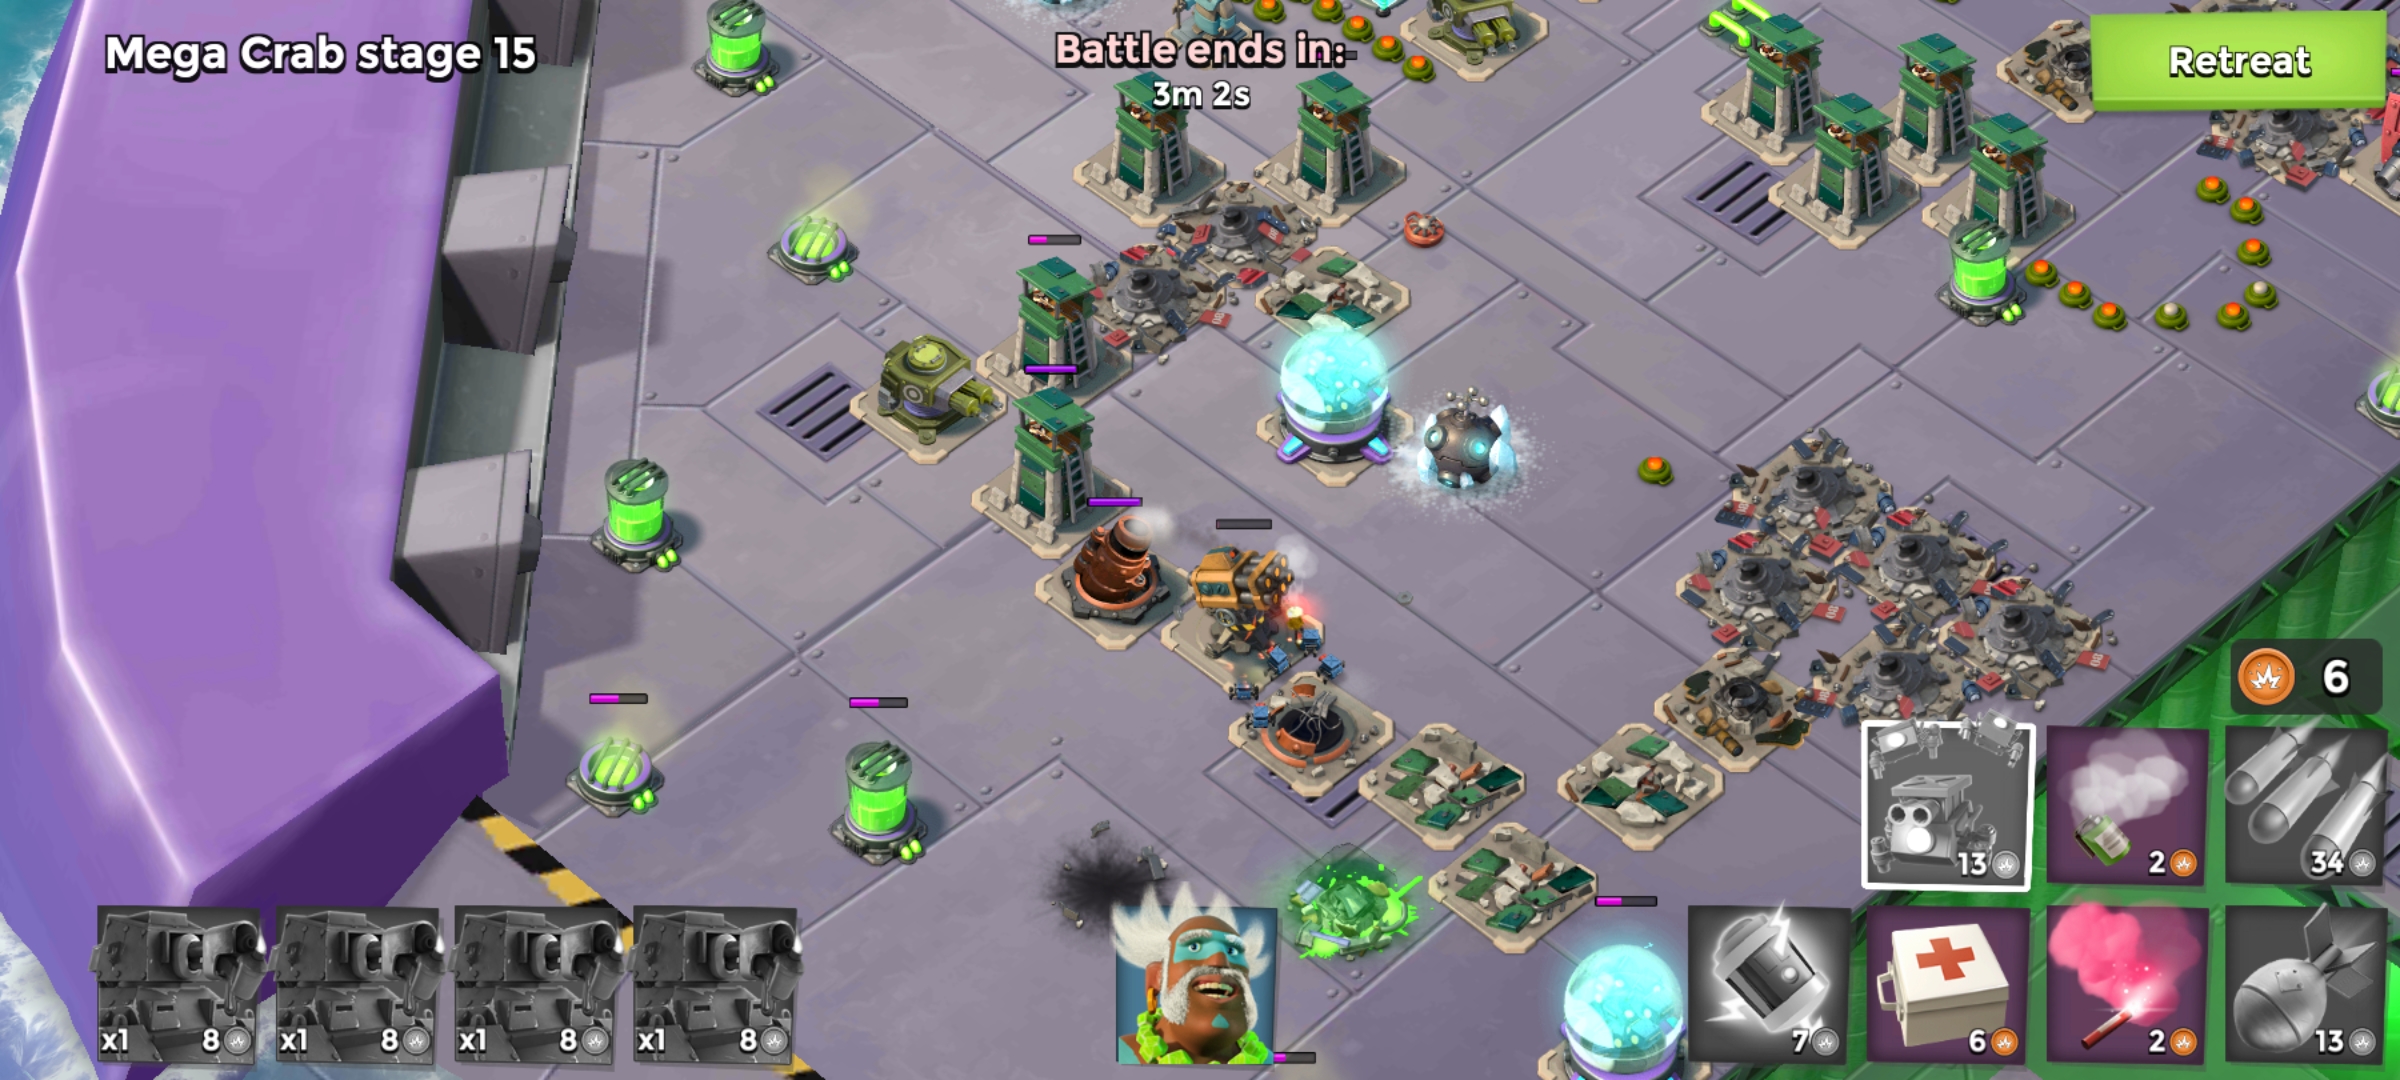 Mega Crab stage 15
Battle ends in:
3m 2s
Retreat
6
13
2
34
7
6
2
13
x1 8
x1 8
x1 8
x1 8